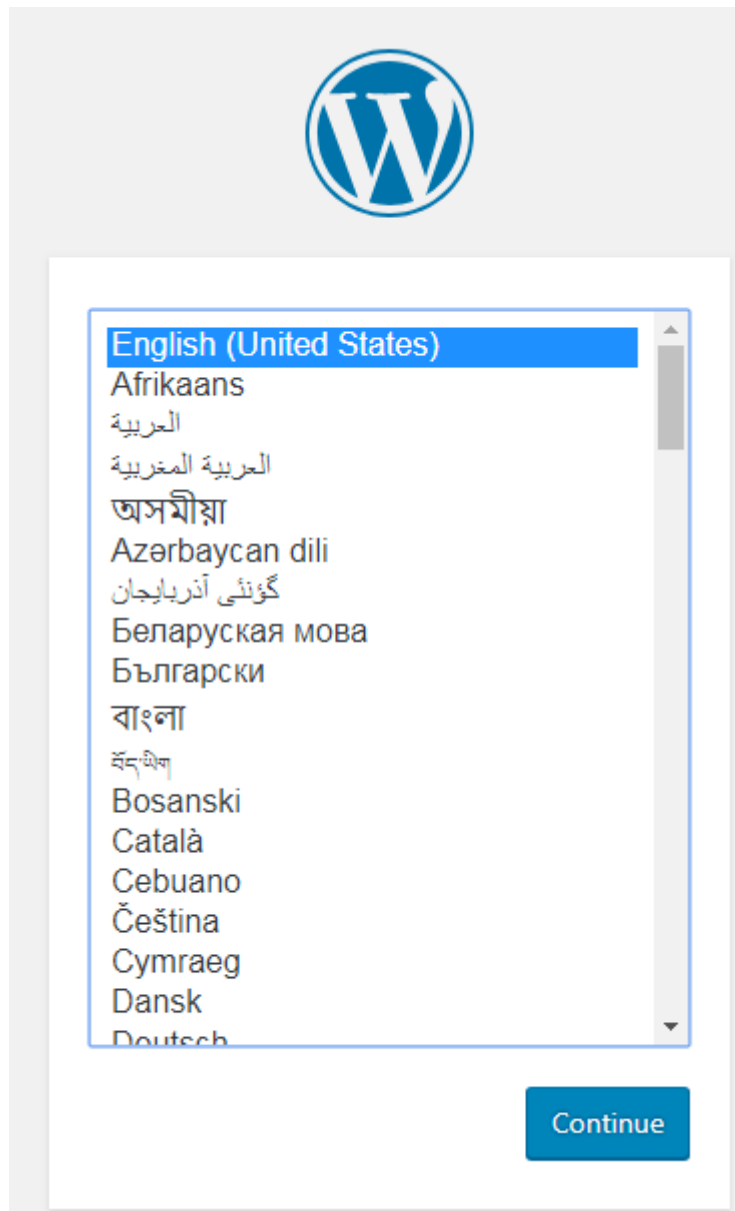 English (United States)
Afrikaans
العربية
العربية المغربية
অসমীয়া
Azərbaycan dili
گؤنئی آذربایجان
Беларуская мова
Български
বাংলা
བོད་ཡིག
Bosanski
Català
Cebuano
Čeština
Cymraeg
Dansk
Deutsch
Continue